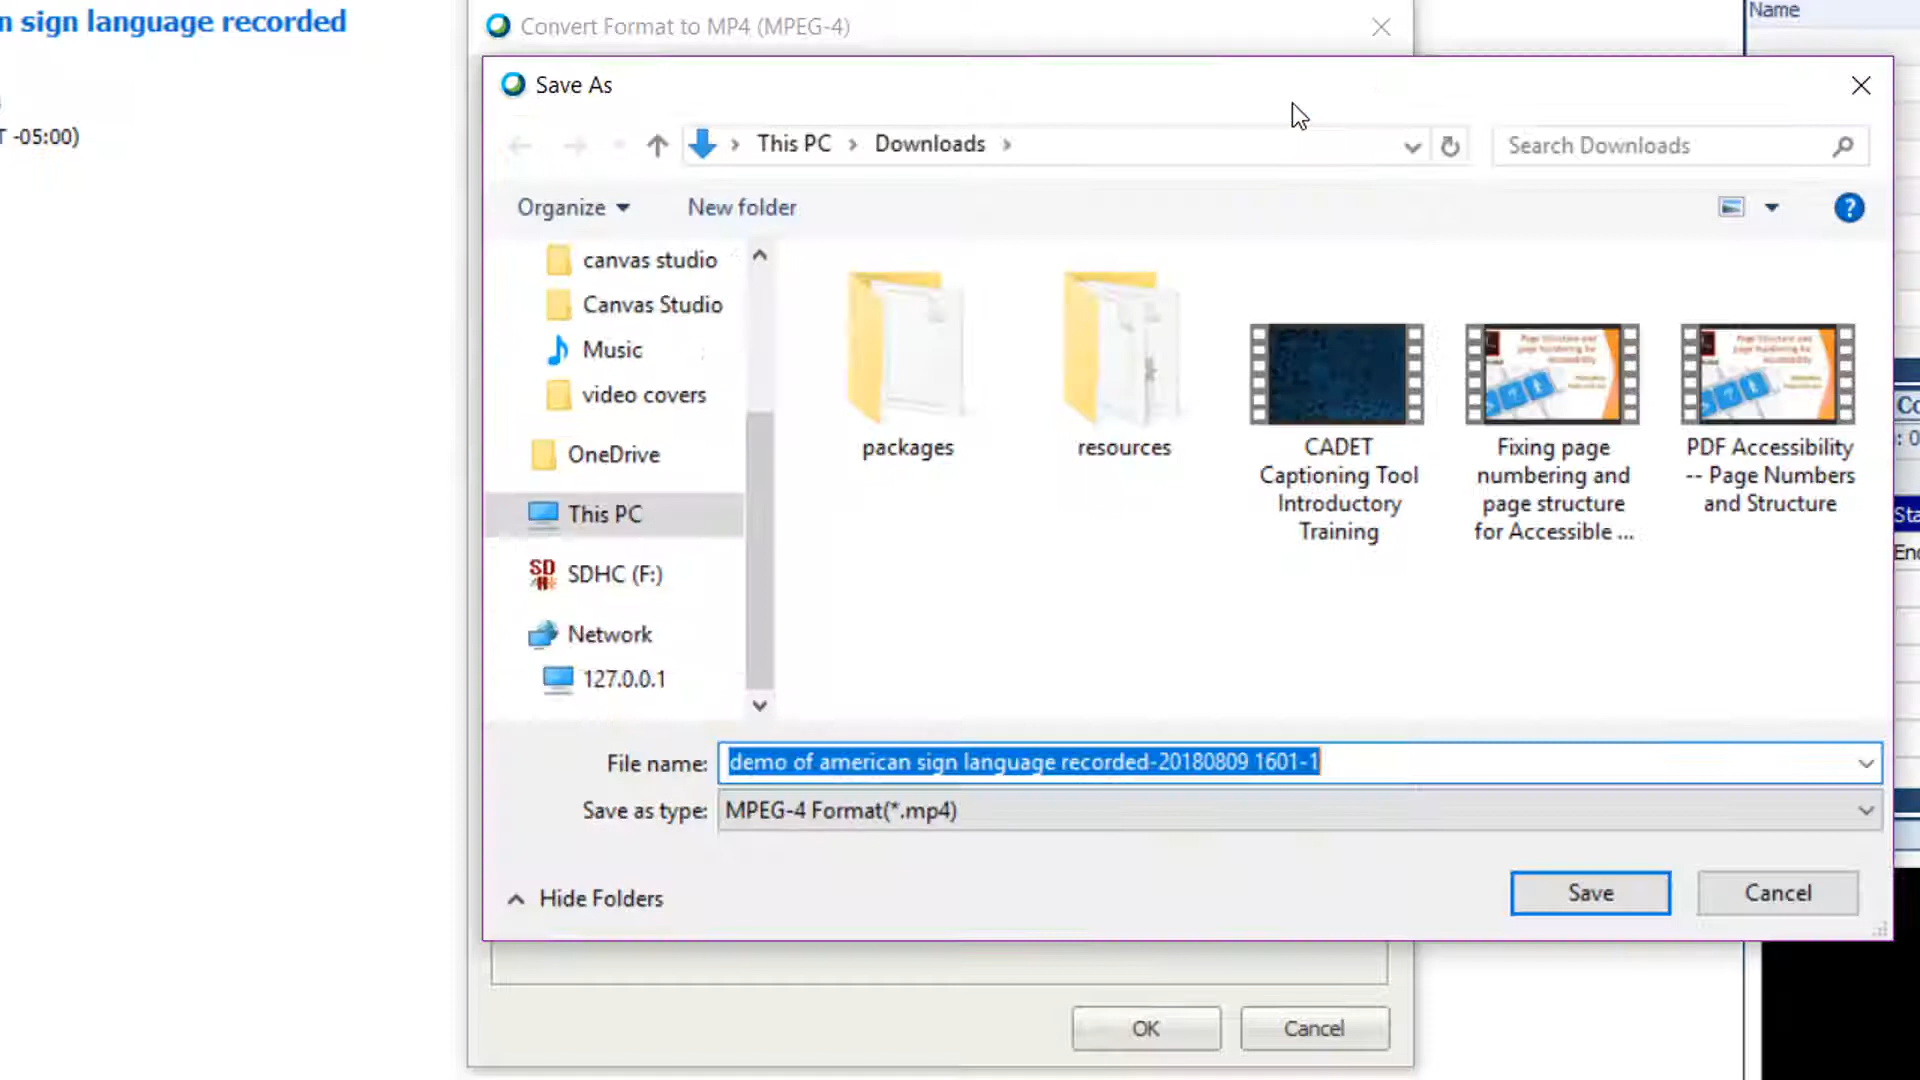 n sign language recorded
T -05:00)
Convert Format to MP4 (MPEG-4)
Name
Save As
This PC
Downloads
Search Downloads
Organize
New folder
?
canvas studio
Canvas Studio
Music
video covers
OneDrive
This PC
SDHC (F:)
Network
127.0.0.1
packages
resources
CADET
Captioning Tool
Introductory
Training
Fixing page
numbering and
page structure
for Accessible ...
PDF Accessibility
-- Page Numbers
and Structure
File name:
demo of american sign language recorded-20180809 1601-1
Save as type:
MPEG-4 Format(*.mp4)
Hide Folders
Save
Cancel
OK
Cancel
Co
: 0
Sta
End